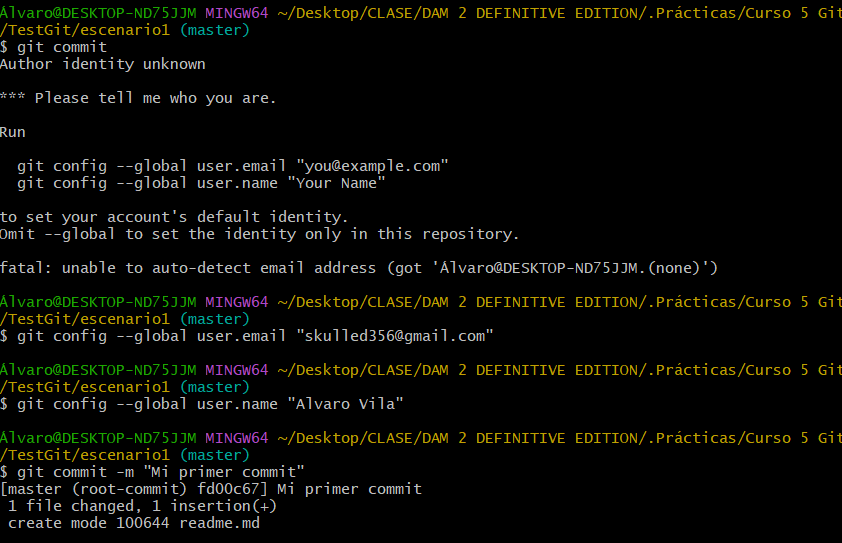 Álvaro@DESKTOP-ND75JJM MINGW64 ~/Desktop/CLASE/DAM 2 DEFINITIVE EDITION/.Prácticas/Curso 5 Git
/TestGit/escenario1 (master)
$ git commit
Author identity unknown
*** Please tell me who you are.
Run
git config --global user.email "you@example.com"
git config --global user.name "Your Name"
to set your account's default identity.
Omit --global to set the identity only in this repository.
fatal: unable to auto-detect email address (got 'Álvaro@DESKTOP-ND75JJM.(none)')
Álvaro@DESKTOP-ND75JJM MINGW64 ~/Desktop/CLASE/DAM 2 DEFINITIVE EDITION/.Prácticas/Curso 5 Git
/TestGit/escenario1 (master)
$ git config --global user.email "skulled356@gmail.com"
Álvaro@DESKTOP-ND75JJM MINGW64 ~/Desktop/CLASE/DAM 2 DEFINITIVE EDITION/.Prácticas/Curso 5 Git
/TestGit/escenario1 (master)
$ git config --global user.name "Alvaro Vila"
Álvaro@DESKTOP-ND75JJM MINGW64 ~/Desktop/CLASE/DAM 2 DEFINITIVE EDITION/.Prácticas/Curso 5 Git
/TestGit/escenario1 (master)
$ git commit -m "Mi primer commit"
[master (root-commit) fd00c67] Mi primer commit
1 file changed, 1 insertion(+)
create mode 100644 readme.md